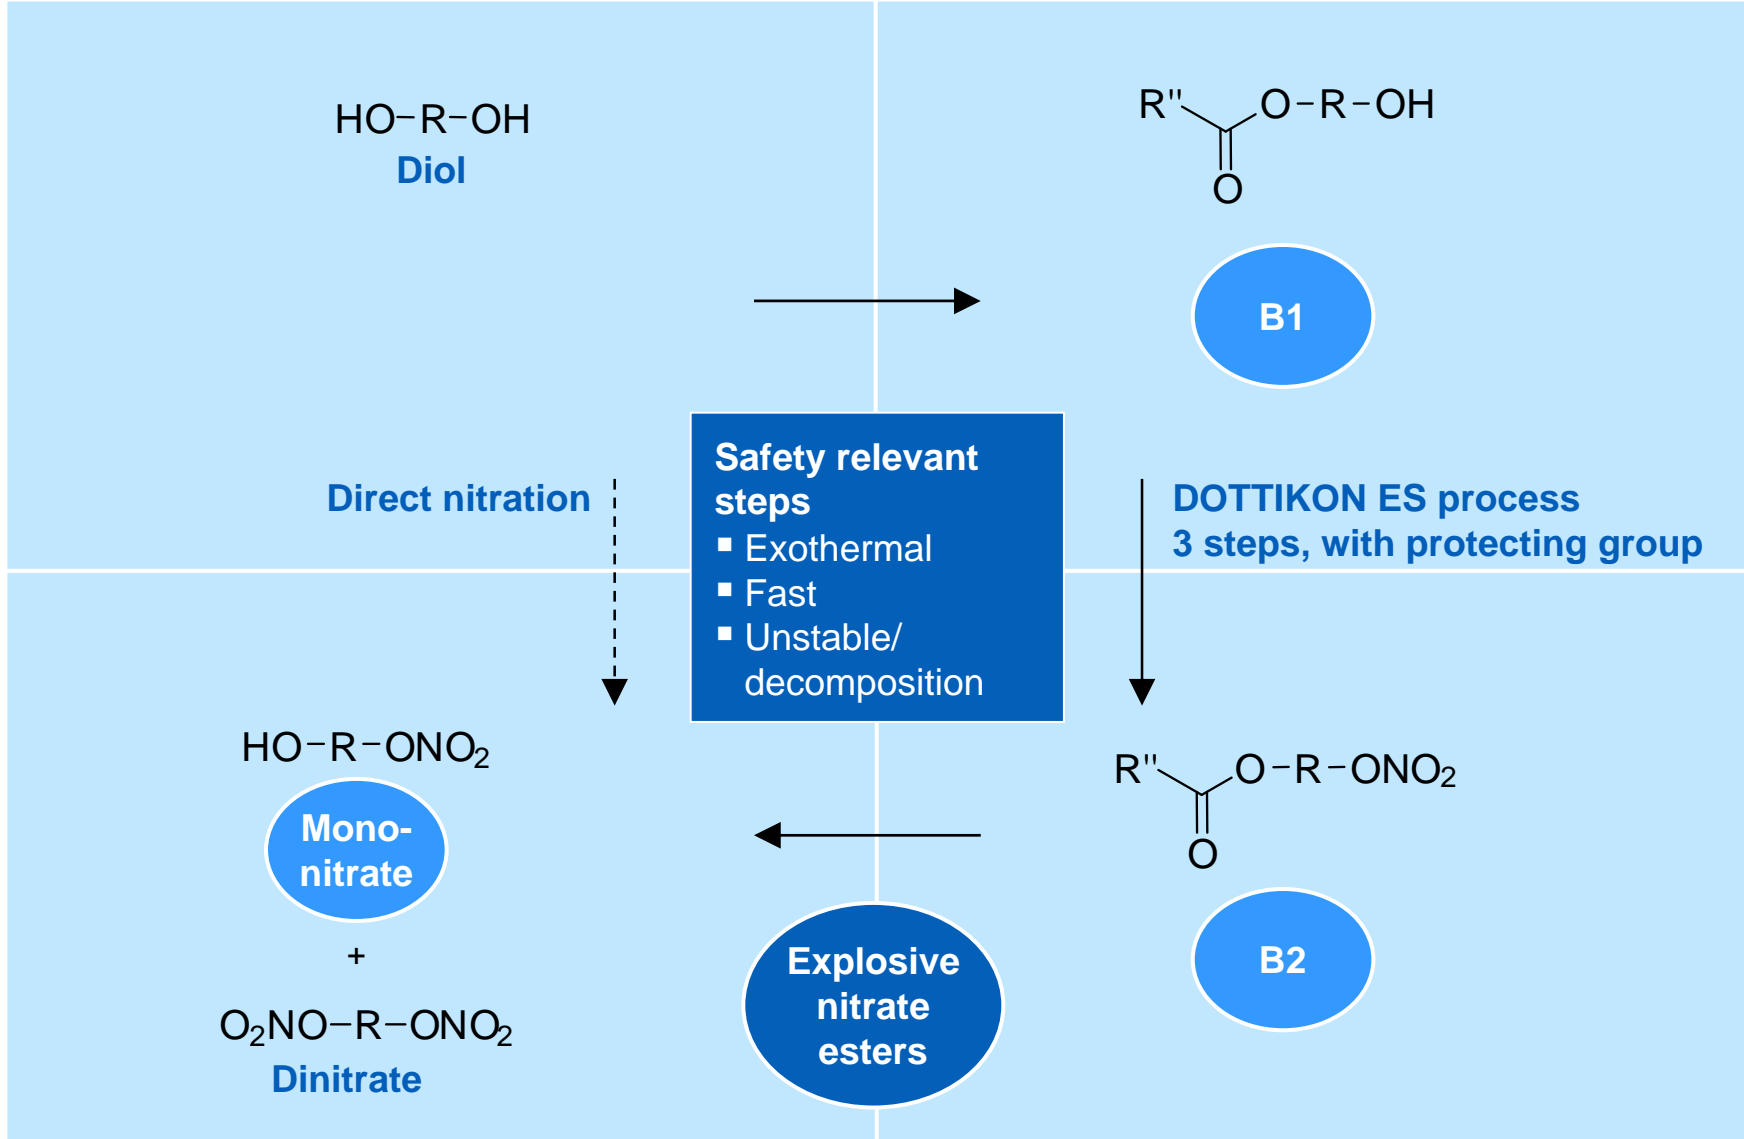 HO-R-OH
Diol
R"
O-R-OH
O
B1
Direct nitration
Safety relevant
steps
▪ Exothermal
▪ Fast
▪ Unstable/
decomposition
DOTTIKON ES process
3 steps, with protecting group
HO-R-ONO₂
Mono-
nitrate
+
O₂NO-R-ONO₂
Dinitrate
Explosive
nitrate
esters
R"
O-R-ONO₂
O
B2